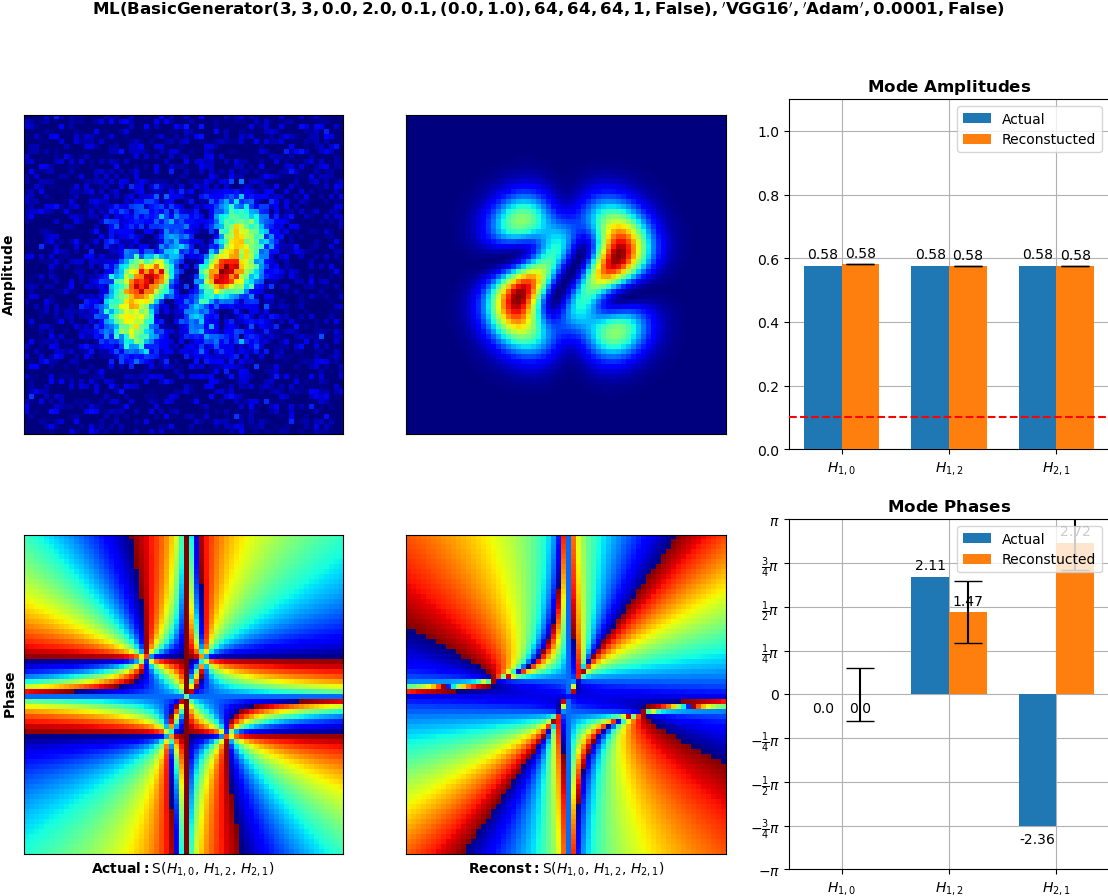 ML(BasicGenerator(3, 3, 0.0, 2.0, 0.1, (0.0, 1.0), 64, 64, 64, 1, False), 'VGG16', 'Adam', 0.0001, False)
Amplitude
Mode Amplitudes
Actual
Reconstucted
1.0
0.8
0.6
0.4
0.2
0.0
0.58 0.58 0.58 0.58 0.58 0.58
H1,0 H1,2 H2,1
Phase
Actual: S(H1,0, H1,2, H2,1)
Reconst: S(H1,0, H1,2, H2,1)
Mode Phases
Actual
Reconstucted
π
3/4π
1/2π
1/4π
0
−1/4π
−1/2π
−3/4π
−π
0.0 0.0 2.11 1.47 -2.36 2.72
H1,0 H1,2 H2,1